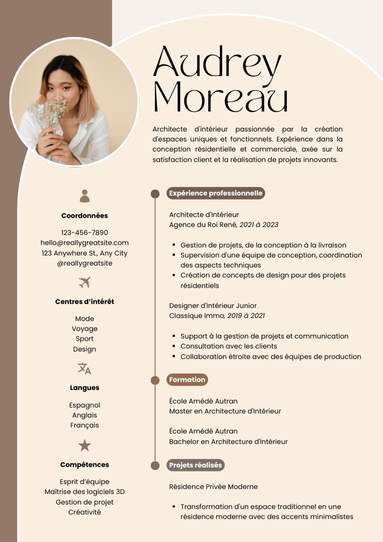 Audrey
Moreau
Architecte d'intérieur passionnée par la création
d'espaces uniques et fonctionnels. Expérience dans la
conception résidentielle et commerciale, axée sur la
satisfaction client et la réalisation de projets innovants.
Coordonnées
123-456-7890
hello@reallygreatsite.com
123 Anywhere St., Any City
@reallygreatsite
Centres d'intérêt
Mode
Voyage
Sport
Design
Langues
Espagnol
Anglais
Français
Compétences
Esprit d'équipe
Maîtrise des logiciels 3D
Gestion de projet
Créativité
Expérience professionnelle
Architecte d'Intérieur
Agence du Roi René, 2021 à 2023
• Gestion de projets, de la conception à la livraison
• Supervision d'une équipe de conception, coordination
des aspects techniques
• Création de concepts de design pour des projets
résidentiels
Designer d'Intérieur Junior
Classique Immo, 2019 à 2021
• Support à la gestion de projets et communication
• Consultation avec les clients
• Collaboration étroite avec des équipes de production
Formation
École Amédé Autran
Master en Architecture d'Intérieur
École Amédé Autran
Bachelor en Architecture d'Intérieur
Projets réalisés
Résidence Privée Moderne
• Transformation d'un espace traditionnel en une
résidence moderne avec des accents minimalistes